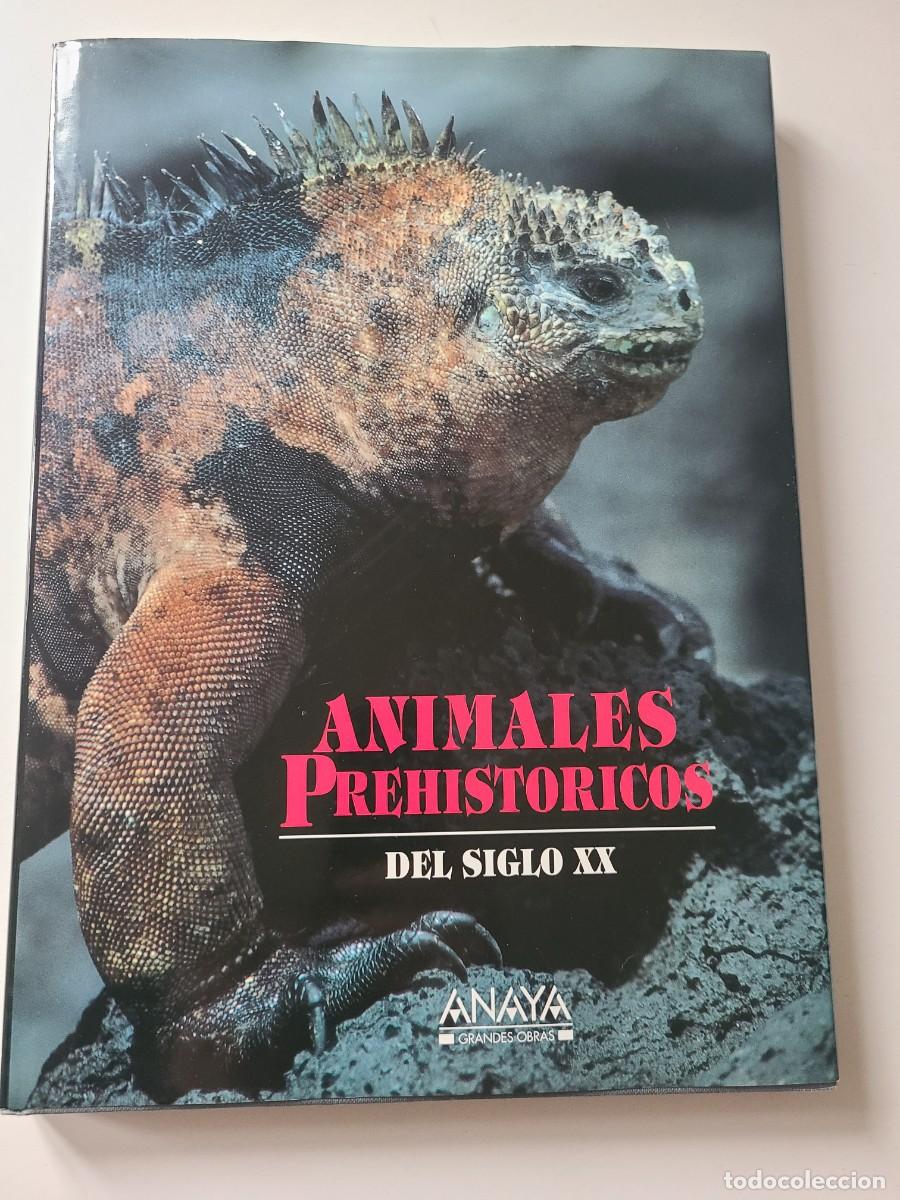 ANIMALES
PREHISTORICOS
DEL SIGLO XX
ANAYA
GRANDES OBRAS
todocoleccion